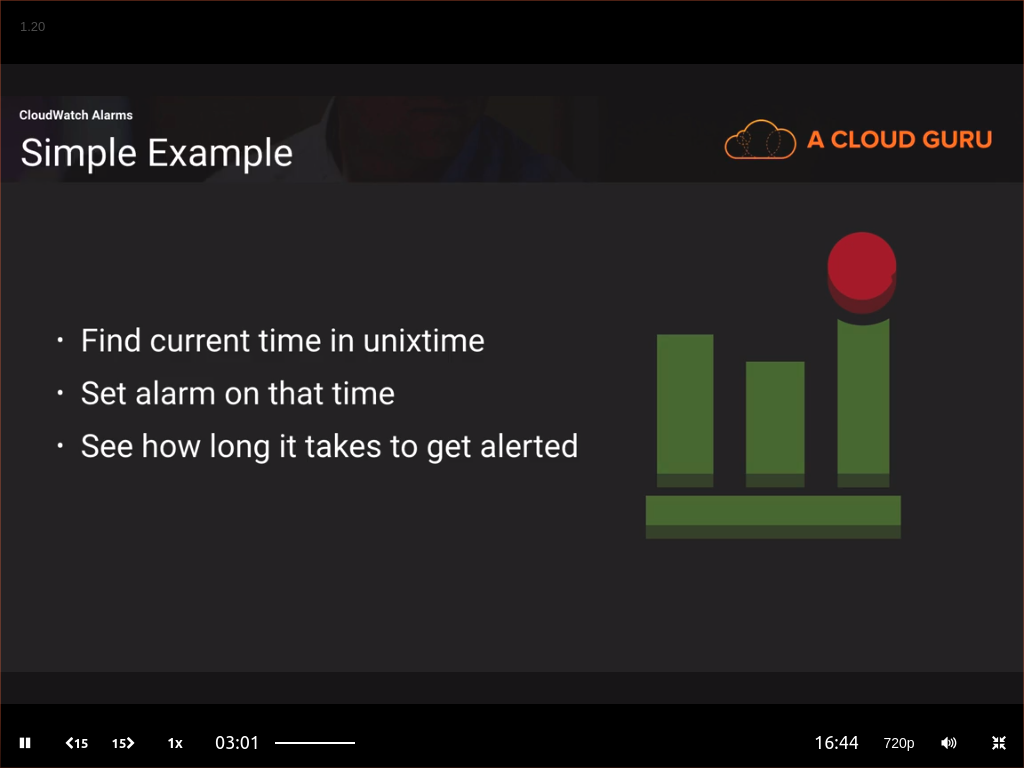 1.20
CloudWatch Alarms
Simple Example
A CLOUD GURU
• Find current time in unixtime
• Set alarm on that time
• See how long it takes to get alerted
15 15 1x 03:01 16:44 720p